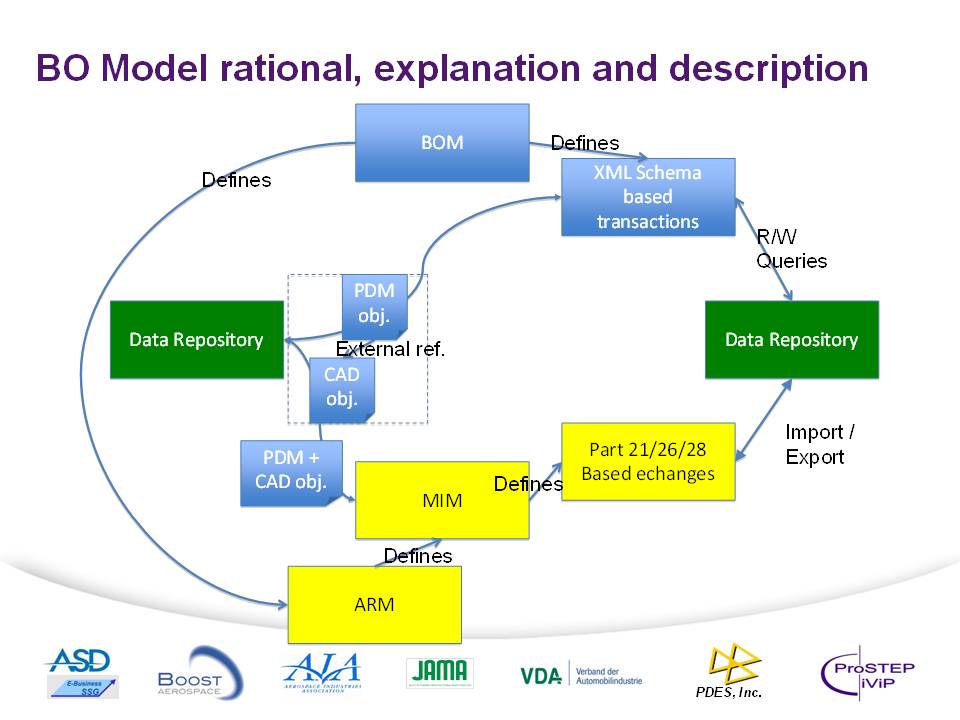 BO Model rational, explanation and description
BOM
Defines
Defines
XML Schema
based
transactions
R/W
Queries
PDM
obj.
Data Repository
Data Repository
External ref.
CAD
obj.
Import /
Export
Part 21/26/28
Based echanges
PDM +
CAD obj.
MIM
Defines
Defines
ARM
ASD
E-Business
SSG
BOOST
AEROSPACE
AIA
AEROSPACE INDUSTRIES
ASSOCIATION
JAMA
VDA
Verband der
Automobilindustrie
PDES, Inc.
ProSTEP
iViP